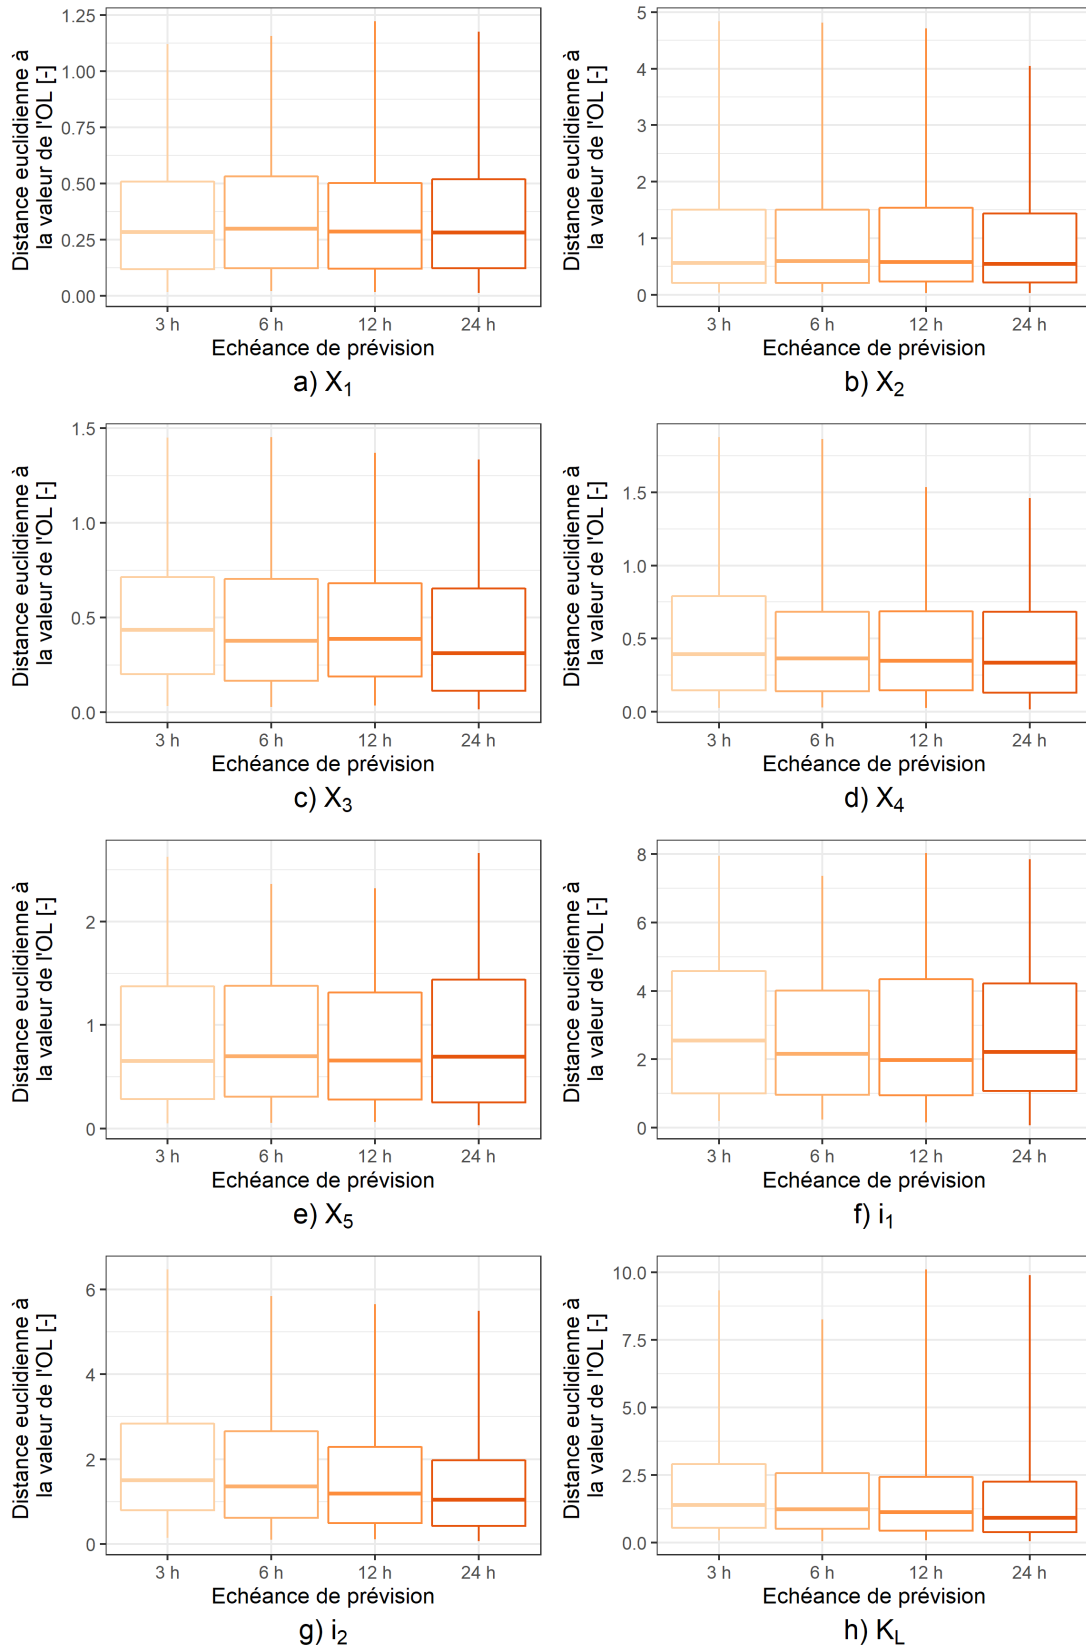 Distance euclidienne à
la valeur de l'OL [-]
1.25
1.00
0.75
0.50
0.25
0.00
3 h 6 h 12 h 24 h
Echéance de prévision
a) X1
Distance euclidienne à
la valeur de l'OL [-]
5
4
3
2
1
0
3 h 6 h 12 h 24 h
Echéance de prévision
b) X2
Distance euclidienne à
la valeur de l'OL [-]
1.5
1.0
0.5
0.0
3 h 6 h 12 h 24 h
Echéance de prévision
c) X3
Distance euclidienne à
la valeur de l'OL [-]
1.5
1.0
0.5
0.0
3 h 6 h 12 h 24 h
Echéance de prévision
d) X4
Distance euclidienne à
la valeur de l'OL [-]
2
1
0
3 h 6 h 12 h 24 h
Echéance de prévision
e) X5
Distance euclidienne à
la valeur de l'OL [-]
8
6
4
2
0
3 h 6 h 12 h 24 h
Echéance de prévision
f) i1
Distance euclidienne à
la valeur de l'OL [-]
6
4
2
0
3 h 6 h 12 h 24 h
Echéance de prévision
g) i2
Distance euclidienne à
la valeur de l'OL [-]
10.0
7.5
5.0
2.5
0.0
3 h 6 h 12 h 24 h
Echéance de prévision
h) KL